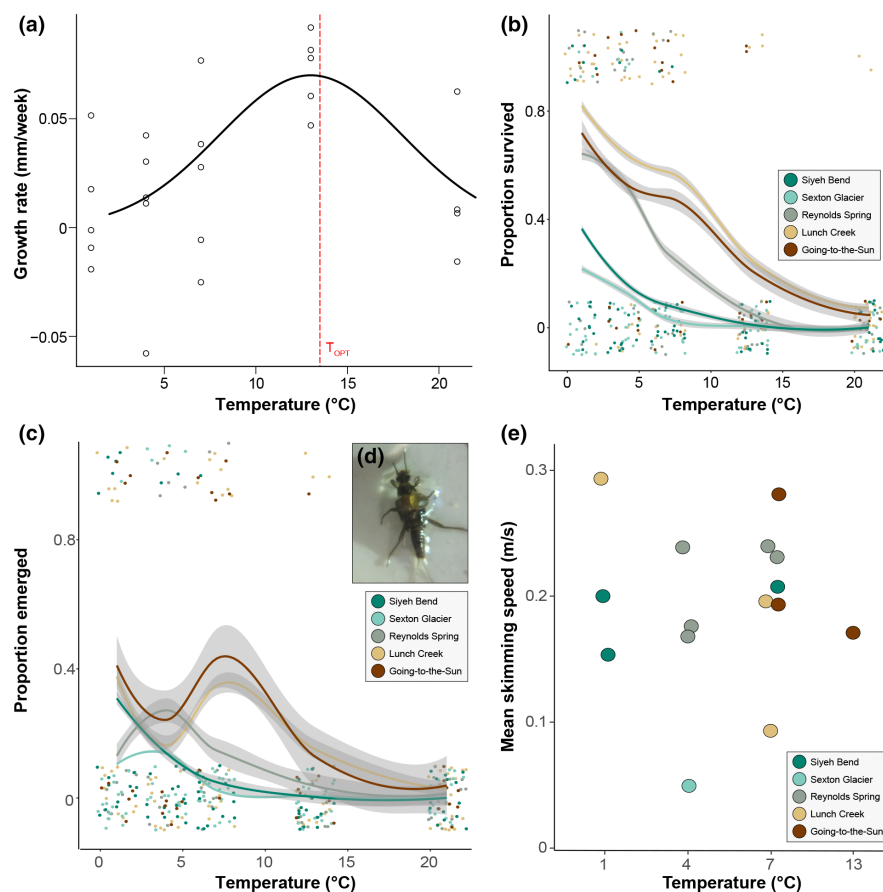 (a)
Growth rate (mm/week)
0.05
0
−0.05
5
10
15
20
T_OPT
Temperature (°C)
(b)
Proportion survived
0.8
0.4
0
0
5
10
15
20
Siyeh Bend
Sexton Glacier
Reynolds Spring
Lunch Creek
Going-to-the-Sun
Temperature (°C)
(c)
Proportion emerged
0.8
0.4
0
0
5
10
15
20
(d)
Siyeh Bend
Sexton Glacier
Reynolds Spring
Lunch Creek
Going-to-the-Sun
Temperature (°C)
(e)
Mean skimming speed (m/s)
0.3
0.2
0.1
0
1
4
7
13
Siyeh Bend
Sexton Glacier
Reynolds Spring
Lunch Creek
Going-to-the-Sun
Temperature (°C)